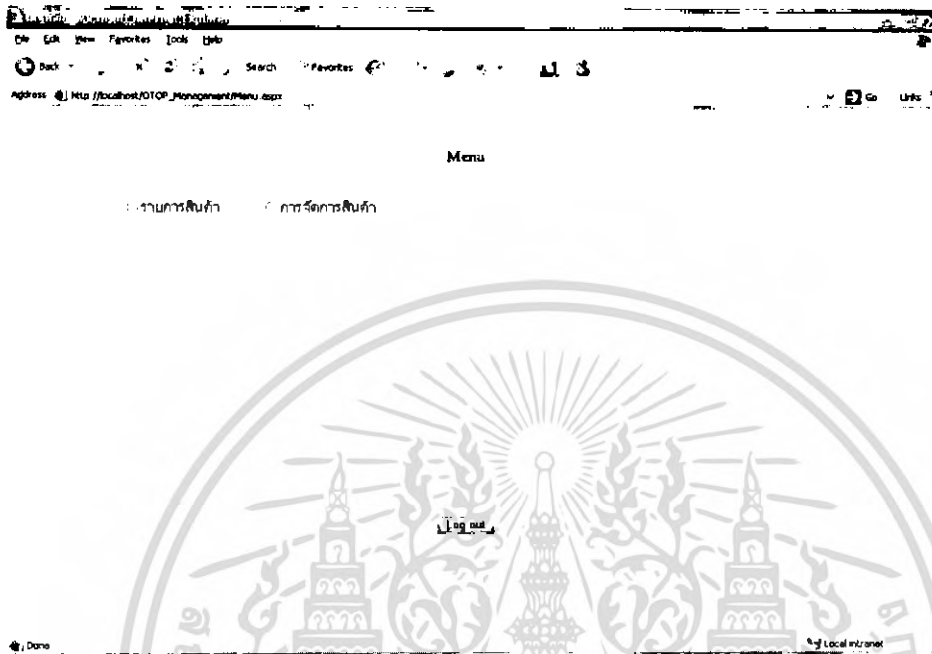 File Edit View Favorites Tools Help
Back Search Favorites
Address http://localhost/OTOP_Management/Menu.aspx Go Links
Menu
รายการสินค้า การจัดการสินค้า
Log out
Done Local intranet